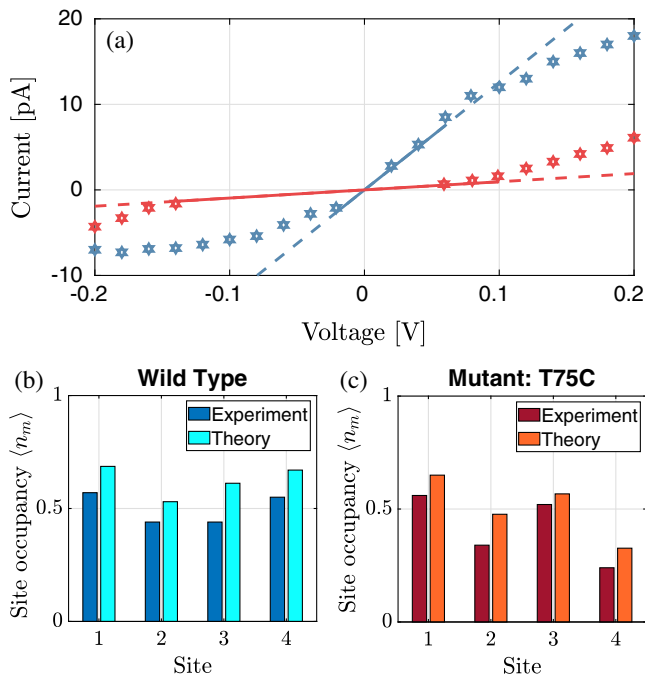 (a)
Current [pA]
20
10
0
-10
-0.2
-0.1
0
0.1
0.2
Voltage [V]
(b)
Wild Type
Site occupancy ⟨n_m⟩
1
0.5
0
Experiment
Theory
1
2
3
4
Site
(c)
Mutant: T75C
Site occupancy ⟨n_m⟩
1
0.5
0
Experiment
Theory
1
2
3
4
Site